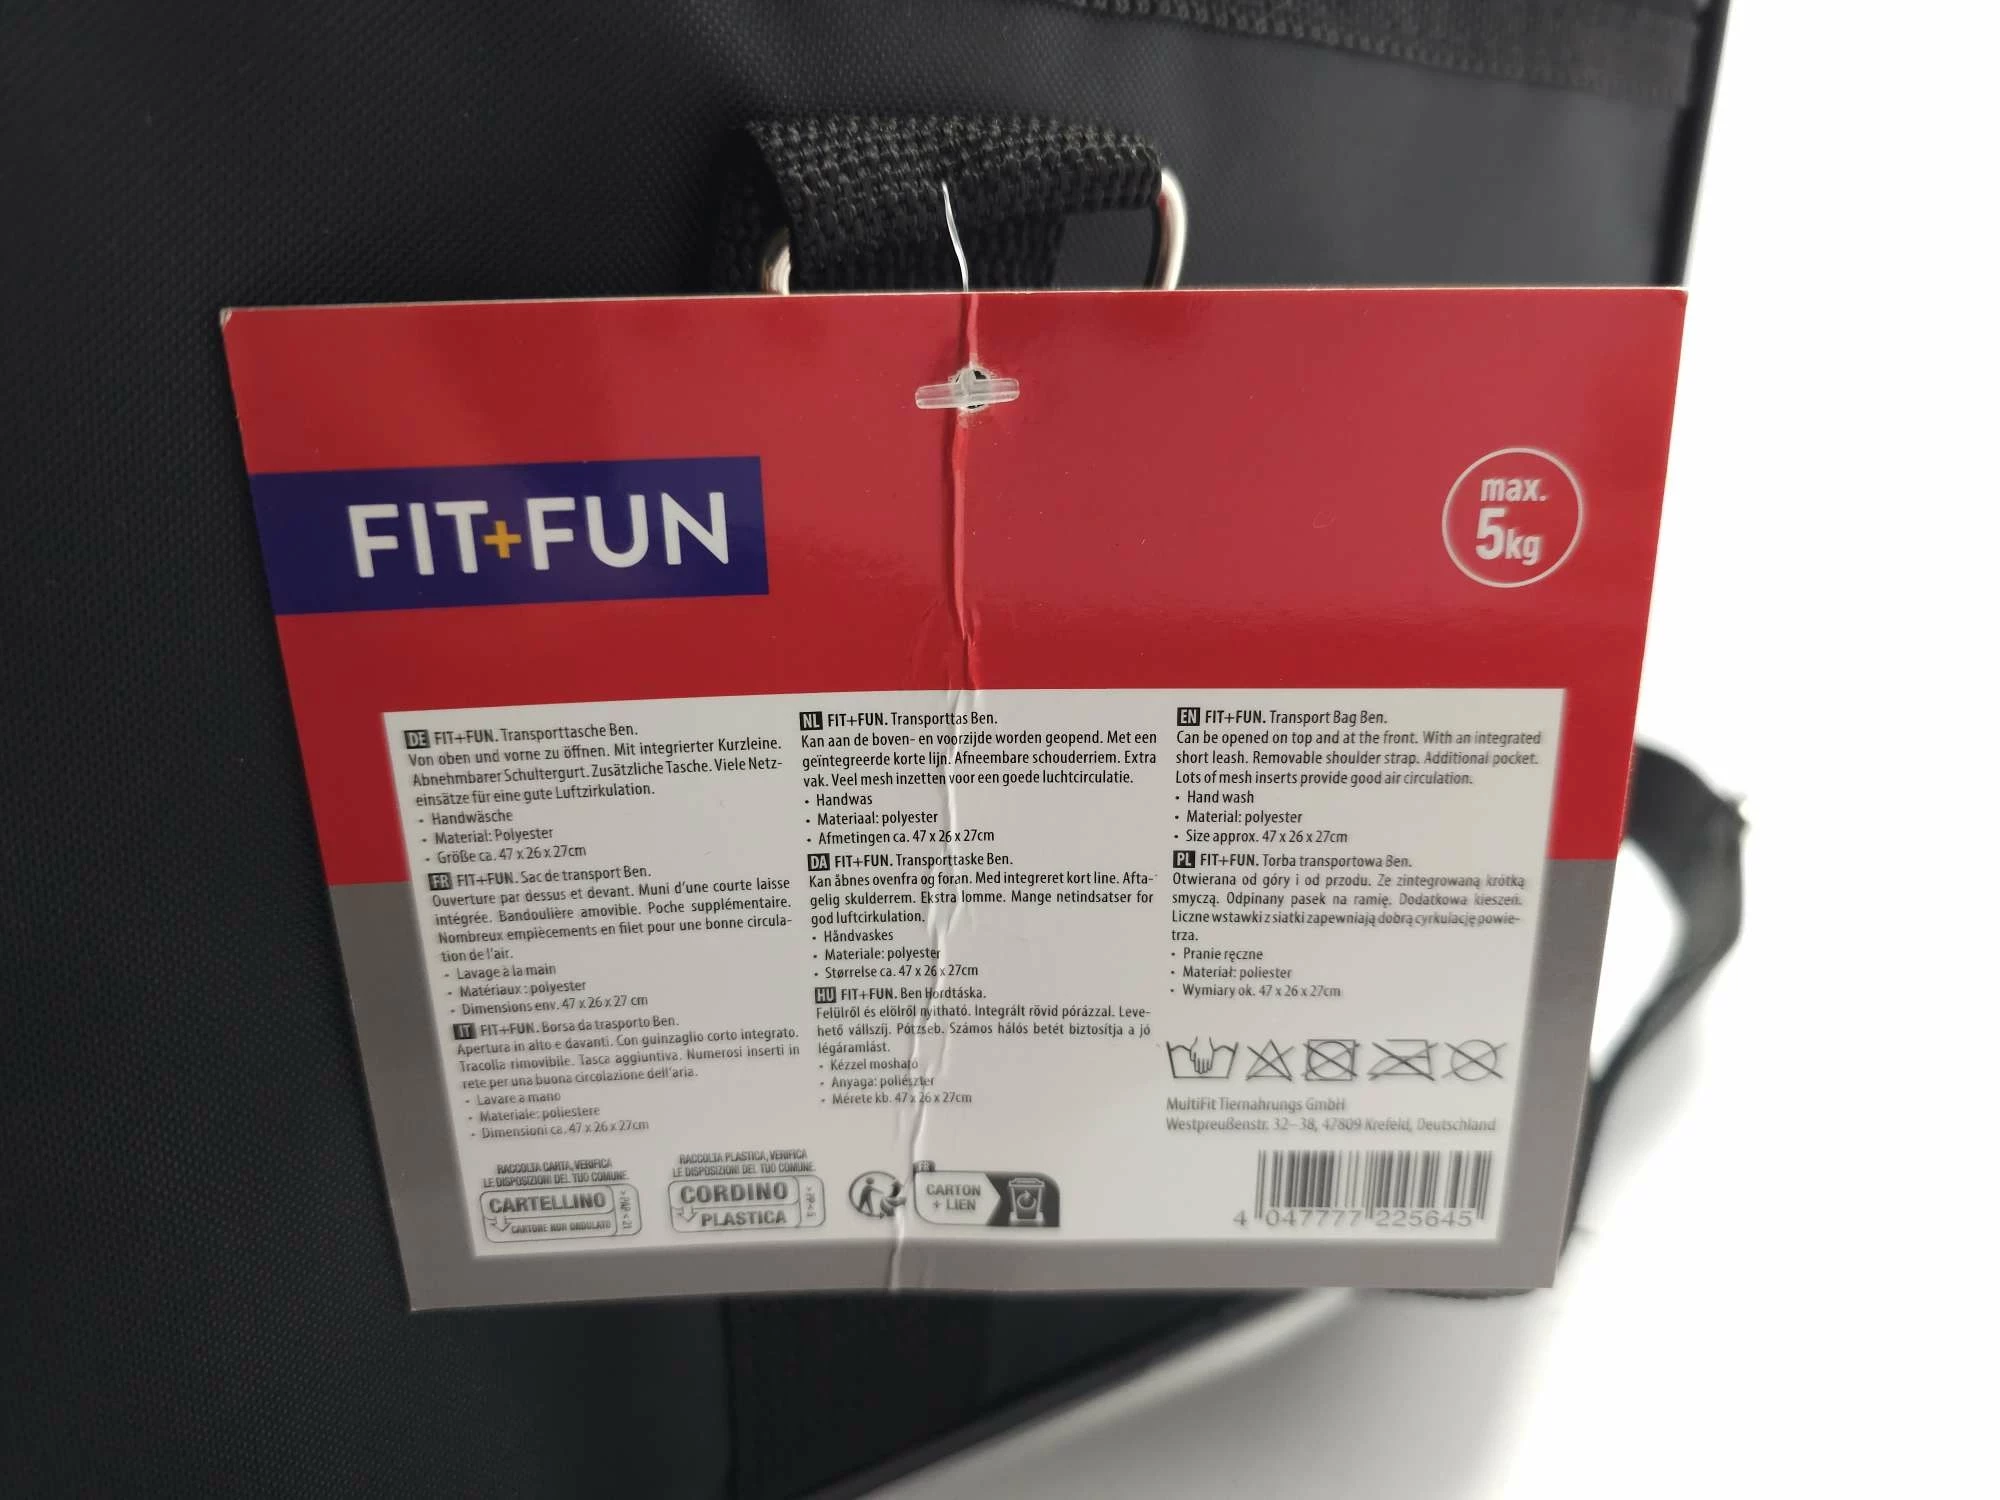 FIT+FUN
max.
5kg
DE FIT+FUN. Transporttasche Ben.
Von oben und vorne zu öffnen. Mit integrierter Kurzleine.
Abnehmbarer Schultergurt. Zusätzliche Tasche. Viele Netz-
einsätze für eine gute Luftzirkulation.
- Handwäsche
- Material: Polyester
- Größe ca. 47 x 26 x 27cm
FR FIT+FUN. Sac de transport Ben.
Ouverture par dessus et devant. Muni d'une courte laisse
intégrée. Bandoulière amovible. Poche supplémentaire.
Nombreux empiècements en filet pour une bonne circula-
tion de l'air.
- Lavage à la main
- Matériaux : polyester
- Dimensions env. 47 x 26 x 27 cm
IT FIT+FUN. Borsa da trasporto Ben.
Apertura in alto e davanti. Con guinzaglio corto integrato.
Tracolla rimovibile. Tasca aggiuntiva. Numerosi inserti in
rete per una buona circolazione dell'aria.
- Lavare a mano
- Materiale: poliestere
- Dimensioni ca. 47 x 26 x 27cm
NL FIT+FUN. Transporttas Ben.
Kan aan de boven- en voorzijde worden geopend. Met een
geïntegreerde korte lijn. Afneembare schouderriem. Extra
vak. Veel mesh inzetten voor een goede luchtcirculatie.
• Handwas
• Materiaal: polyester
• Afmetingen ca. 47 x 26 x 27cm
DA FIT+FUN. Transporttaske Ben.
Kan åbnes ovenfra og foran. Med integreret kort line. Afta-
gelig skulderrem. Ekstra lomme. Mange netindsatser for
god luftcirkulation.
• Håndvaskes
• Materiale: polyester
• Størrelse ca. 47 x 26 x 27cm
HU FIT+FUN. Ben Hordtáska.
Felülről és elölről nyitható. Integrált rövid pórázzal. Leve-
hető vállszíj. Pótzseb. Számos hálós betét biztosítja a jó
légáramlást.
• Kézzel mosható
• Anyaga: poliészter
• Mérete kb. 47 x 26 x 27cm
EN FIT+FUN. Transport Bag Ben.
Can be opened on top and at the front. With an integrated
short leash. Removable shoulder strap. Additional pocket.
Lots of mesh inserts provide good air circulation.
• Hand wash
• Material: polyester
• Size approx. 47 x 26 x 27cm
PL FIT+FUN. Torba transportowa Ben.
Otwierana od góry i od przodu. Ze zintegrowaną krótką
smyczą. Odpinany pasek na ramię. Dodatkowa kieszeń.
Liczne wstawki z siatki zapewniają dobrą cyrkulację powie-
trza.
• Pranie ręczne
• Materiał: poliester
• Wymiary ok. 47 x 26 x 27cm
MultiFit Tiernahrungs GmbH
Westpreußenstr. 32–38, 47809 Krefeld, Deutschland
RACCOLTA CARTA, VERIFICA
LE DISPOSIZIONI DEL TUO COMUNE.
CARTELLINO
CARTONE NON ONDULATO
>PAP<21
RACCOLTA PLASTICA, VERIFICA
LE DISPOSIZIONI DEL TUO COMUNE.
CORDINO
PLASTICA
>PP<5
FR
CARTON
+ LIEN
4 047777 225645